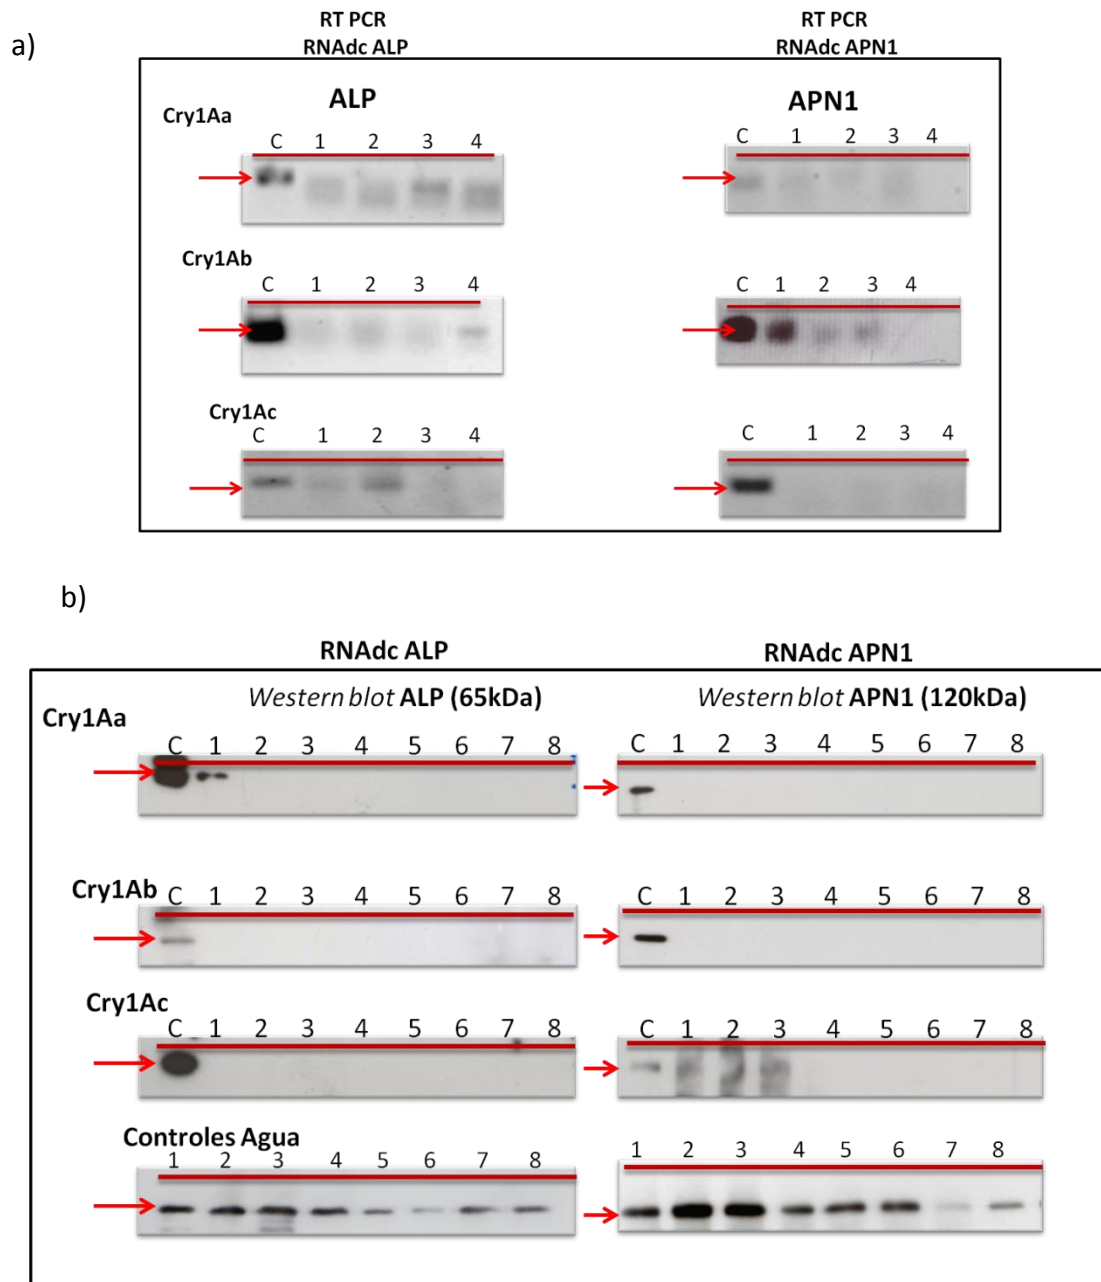 a)
RT PCR
RNAdc ALP
RT PCR
RNAdc APN1
ALP
APN1
Cry1Aa
C 1 2 3 4
C 1 2 3 4
Cry1Ab
C 1 2 3 4
C 1 2 3 4
Cry1Ac
C 1 2 3 4
C 1 2 3 4
b)
RNAdc ALP
RNAdc APN1
Western blot ALP (65kDa)
Western blot APN1 (120kDa)
Cry1Aa
C 1 2 3 4 5 6 7 8
C 1 2 3 4 5 6 7 8
Cry1Ab
C 1 2 3 4 5 6 7 8
C 1 2 3 4 5 6 7 8
Cry1Ac
C 1 2 3 4 5 6 7 8
C 1 2 3 4 5 6 8
Controles Agua
1 2 3 4 5 6 7 8
1 2 3 4 5 6 7 8